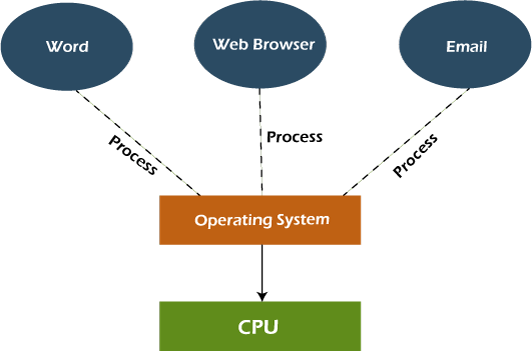 Word
Web Browser
Email
Process
Process
Process
Operating System
CPU